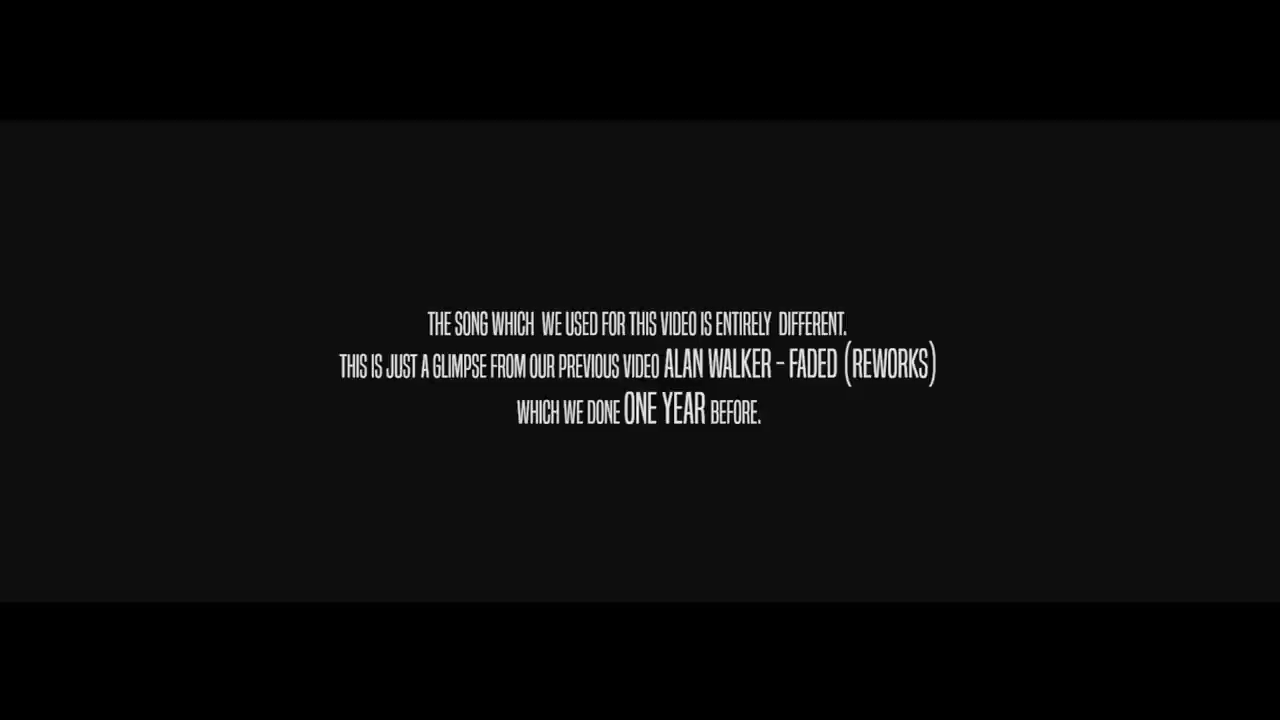 THE SONG WHICH WE USED FOR THIS VIDEO IS ENTIRELY DIFFERENT.
THIS IS JUST A GLIMPSE FROM OUR PREVIOUS VIDEO ALAN WALKER - FADED (REWORKS)
WHICH WE DONE ONE YEAR BEFORE.